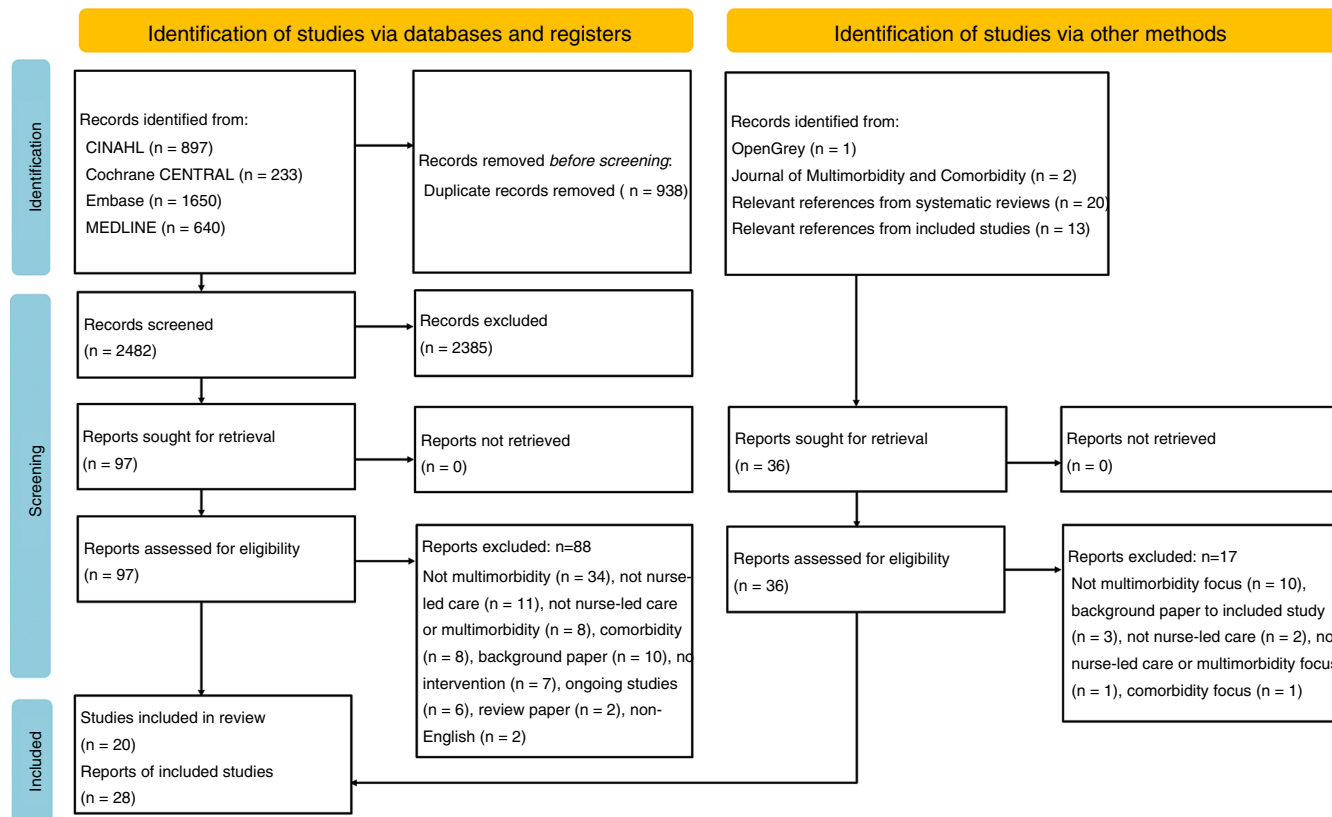 Identification of studies via databases and registers
Identification of studies via other methods
Identification
Records identified from:
CINAHL (n = 897)
Cochrane CENTRAL (n = 233)
Embase (n = 1650)
MEDLINE (n = 640)
Records removed before screening:
Duplicate records removed ( n = 938)
Records identified from:
OpenGrey (n = 1)
Journal of Multimorbidity and Comorbidity (n = 2)
Relevant references from systematic reviews (n = 20)
Relevant references from included studies (n = 13)
Screening
Records screened
(n = 2482)
Records excluded
(n = 2385)
Reports sought for retrieval
(n = 97)
Reports not retrieved
(n = 0)
Reports sought for retrieval
(n = 36)
Reports not retrieved
(n = 0)
Reports assessed for eligibility
(n = 97)
Reports excluded: n=88
Not multimorbidity (n = 34), not nurse-
led care (n = 11), not nurse-led care
or multimorbidity (n = 8), comorbidity
(n = 8), background paper (n = 10), no
intervention (n = 7), ongoing studies
(n = 6), review paper (n = 2), non-
English (n = 2)
Reports assessed for eligibility
(n = 36)
Reports excluded: n=17
Not multimorbidity focus (n = 10),
background paper to included study
(n = 3), not nurse-led care (n = 2), no
nurse-led care or multimorbidity focus
(n = 1), comorbidity focus (n = 1)
Included
Studies included in review
(n = 20)
Reports of included studies
(n = 28)